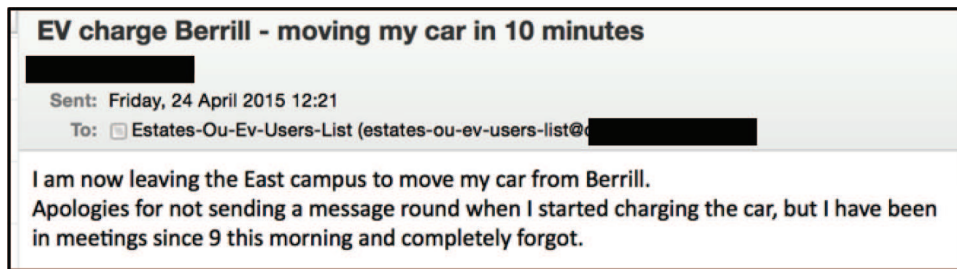 EV charge Berrill - moving my car in 10 minutes
Sent: Friday, 24 April 2015 12:21
To: Estates-Ou-Ev-Users-List (estates-ou-ev-users-list@
I am now leaving the East campus to move my car from Berrill.
Apologies for not sending a message round when I started charging the car, but I have been
in meetings since 9 this morning and completely forgot.